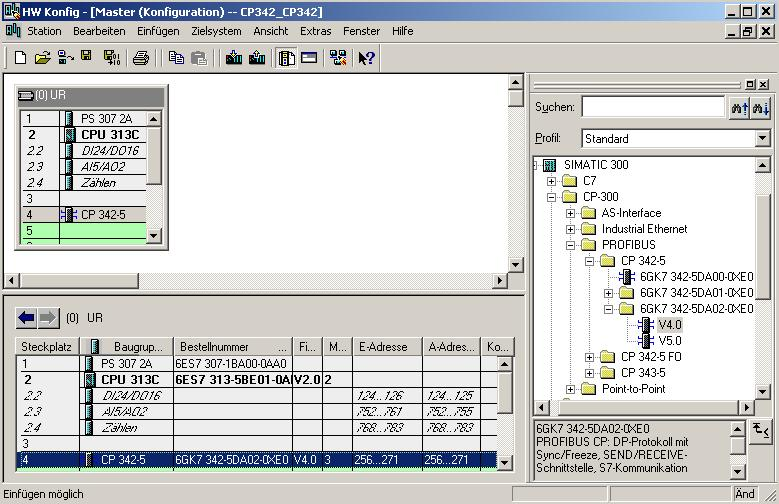 HW Konfig - [Master (Konfiguration) -- CP342_CP342]
Station Bearbeiten Einfügen Zielsystem Ansicht Extras Fenster Hilfe
(0) UR
1 PS 307 2A
2 CPU 313C
2.2 DI24/DO16
2.3 AI5/AO2
2.4 Zählen
3
4 CP 342-5
5
Suchen:
Profil: Standard
SIMATIC 300
C7
CP-300
AS-Interface
Industrial Ethernet
PROFIBUS
CP 342-5
6GK7 342-5DA00-0XE0
6GK7 342-5DA01-0XE0
6GK7 342-5DA02-0XE0
V4.0
V5.0
CP 342-5 FO
CP 343-5
Point-to-Point
(0) UR
Steckplatz Baugrup... Bestellnummer ... Fi... M... E-Adresse A-Adres... Ko...
1 PS 307 2A 6ES7 307-1BA00-0AA0
2 CPU 313C 6ES7 313-5BE01-0A V2.0 2
2.2 DI24/DO16 124...126 124...125
2.3 AI5/AO2 752...761 752...755
2.4 Zählen 768...783 768...783
3
4 CP 342-5 6GK7 342-5DA02-0XE0 V4.0 3 256...271 256...271
6GK7 342-5DA02-0XE0
PROFIBUS CP: DP-Protokoll mit
Sync/Freeze, SEND/RECEIVE-
Schnittstelle, S7-Kommunikation
Einfügen möglich
Änd